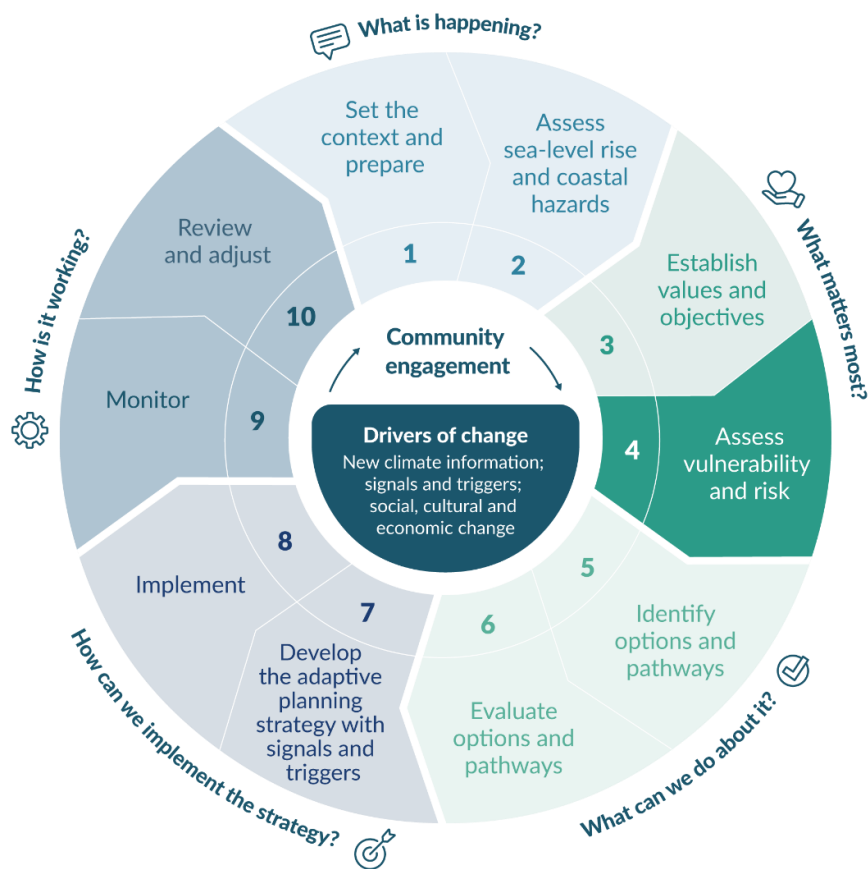 What is happening?
Set the
context and
prepare
1
Assess
sea-level rise
and coastal
hazards
2
What matters most?
Establish
values and
objectives
3
Assess
vulnerability
and risk
4
What can we do about it?
Identify
options and
pathways
5
Evaluate
options and
pathways
6
How can we implement the strategy?
Develop
the adaptive
planning
strategy with
signals and
triggers
7
Implement
8
How is it working?
Monitor
9
Review
and adjust
10
Community
engagement
Drivers of change
New climate information;
signals and triggers;
social, cultural and
economic change